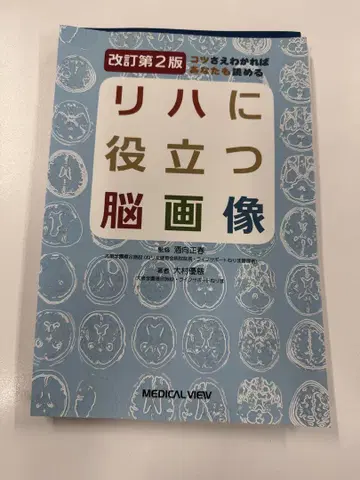 改訂第2版
コツさえわかれば
あなたも読める
リハに
役立つ
脳画像
監修 酒向正春
著者 大村優慈
MEDICAL VIEW